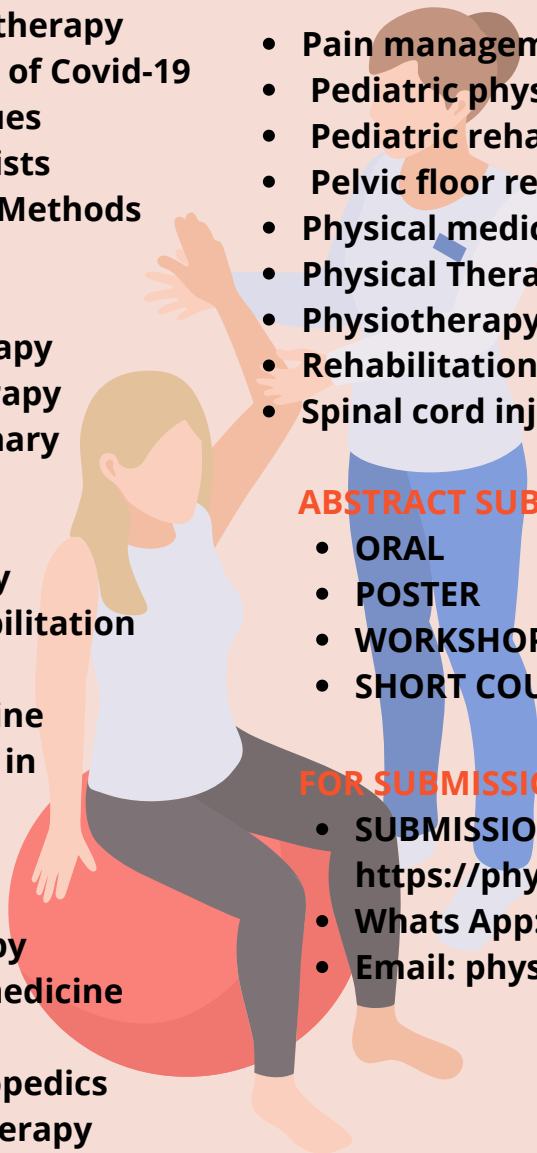 therapy
of Covid-19
ues
ists
Methods
apy
rapy
nary
y
bilitation
ine
in
py
medicine
opedics
erapy
• Pain managem
• Pediatric phys
• Pediatric reha
• Pelvic floor re
• Physical medic
• Physical Thera
• Physiotherapy
• Rehabilitation
• Spinal cord inj
ABSTRACT SUB
• ORAL
• POSTER
• WORKSHOP
• SHORT COU
FOR SUBMISSIO
• SUBMISSIO
https://phy
• Whats App:
• Email: phys